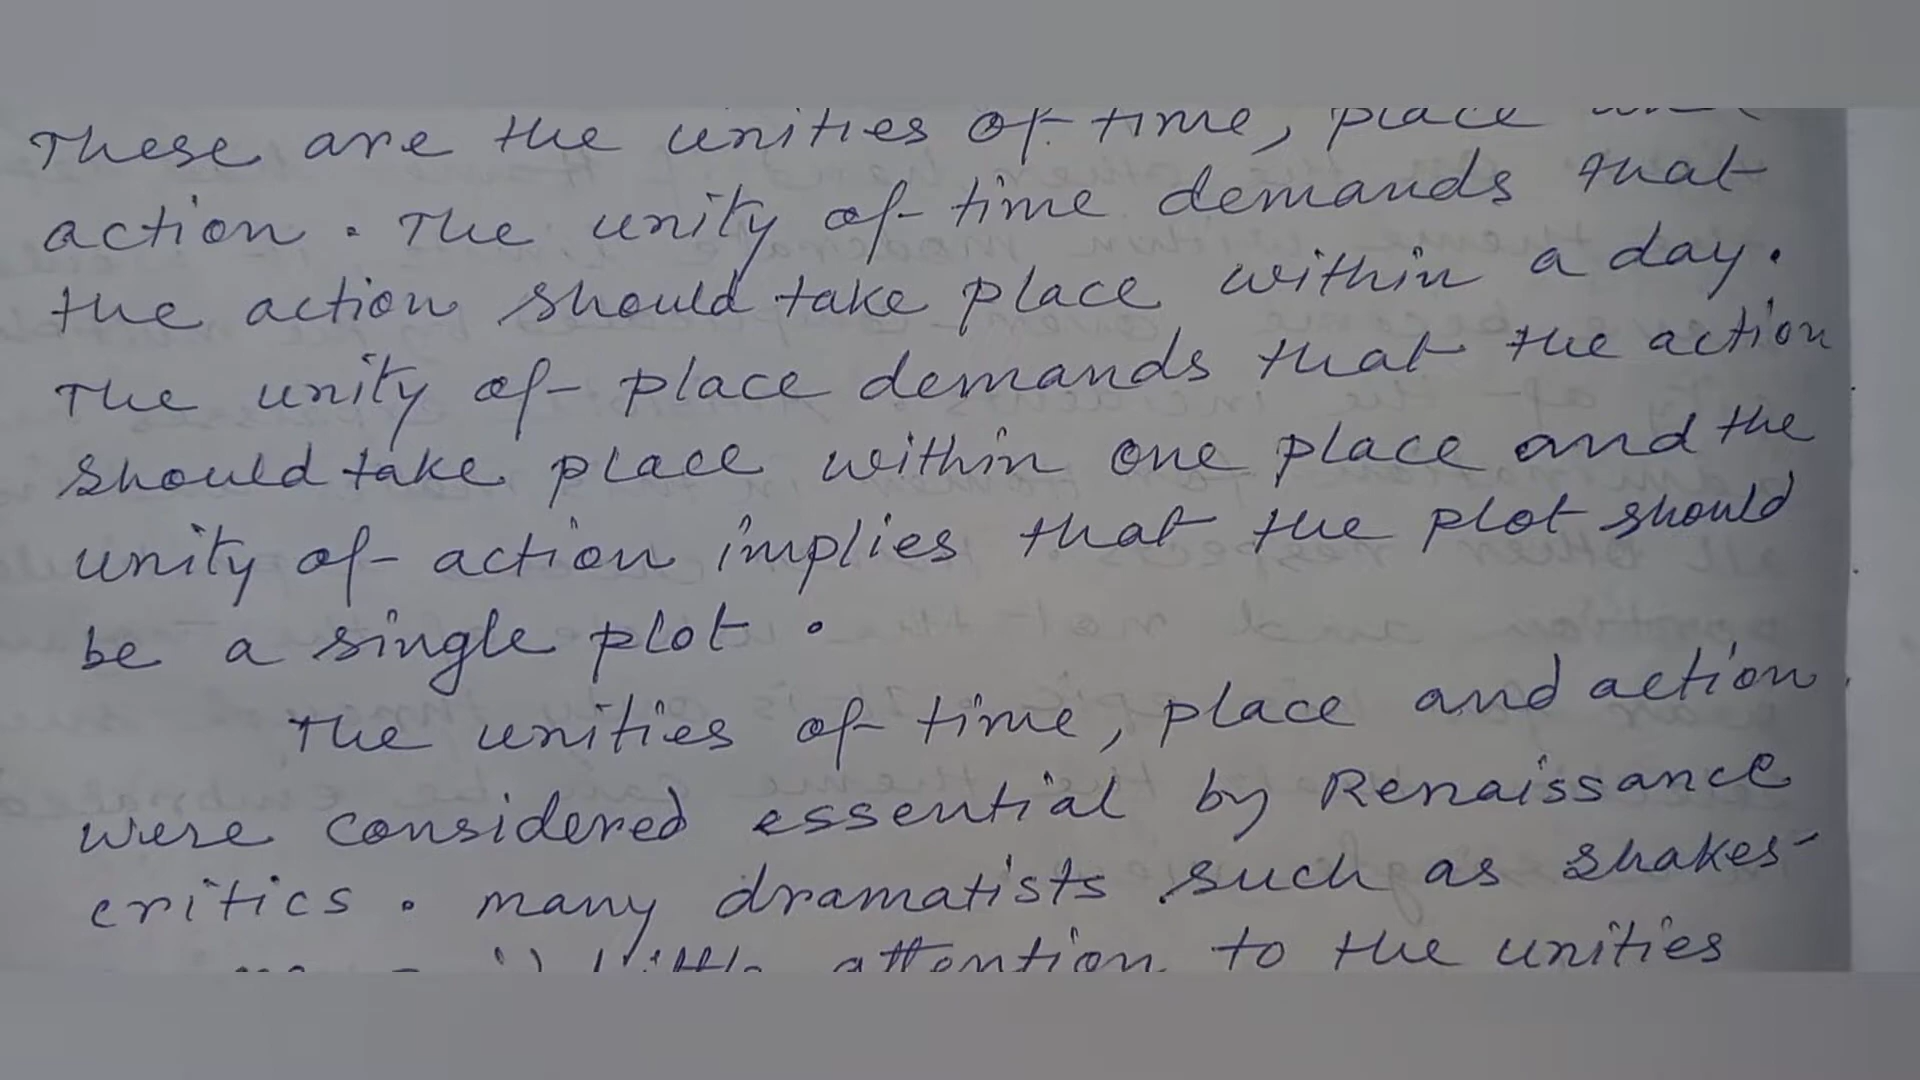 These are the unities of time, place
action. The unity of time demands that
the action should take place within a day.
The unity of place demands that the action
should take place within one place and the
unity of action implies that the plot should
be a single plot.
The unities of time, place and action
were considered essential by Renaissance
critics. many dramatists such as shakes-
little attention to the unities